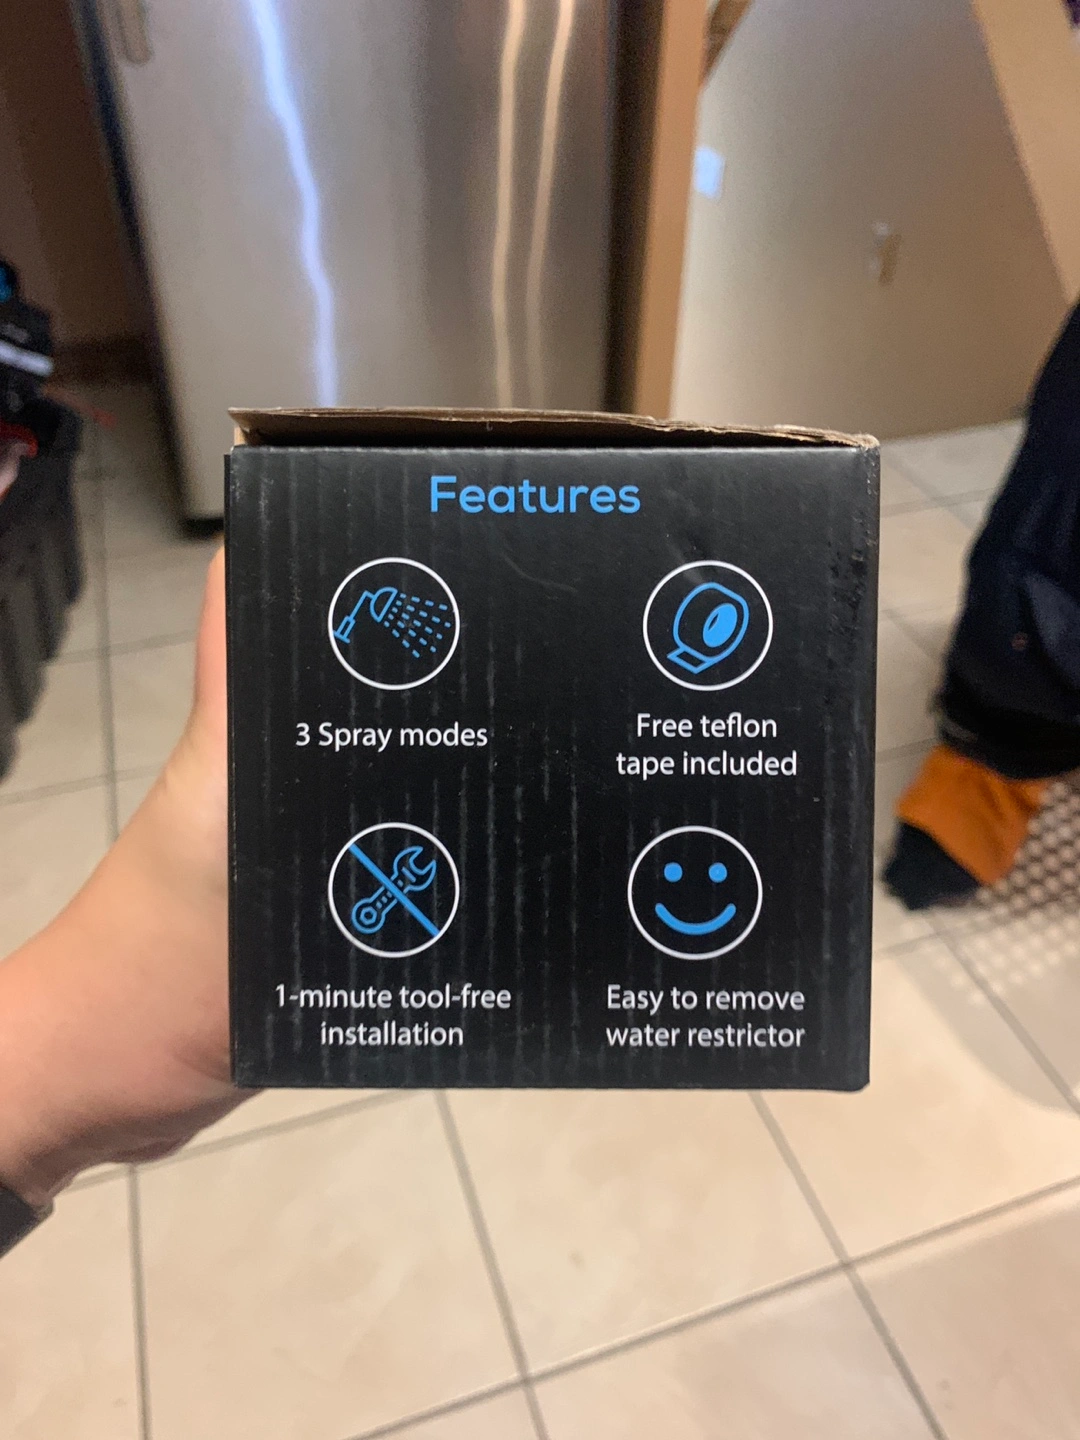 Features
3 Spray modes
Free teflon
tape included
1-minute tool-free
installation
Easy to remove
water restrictor